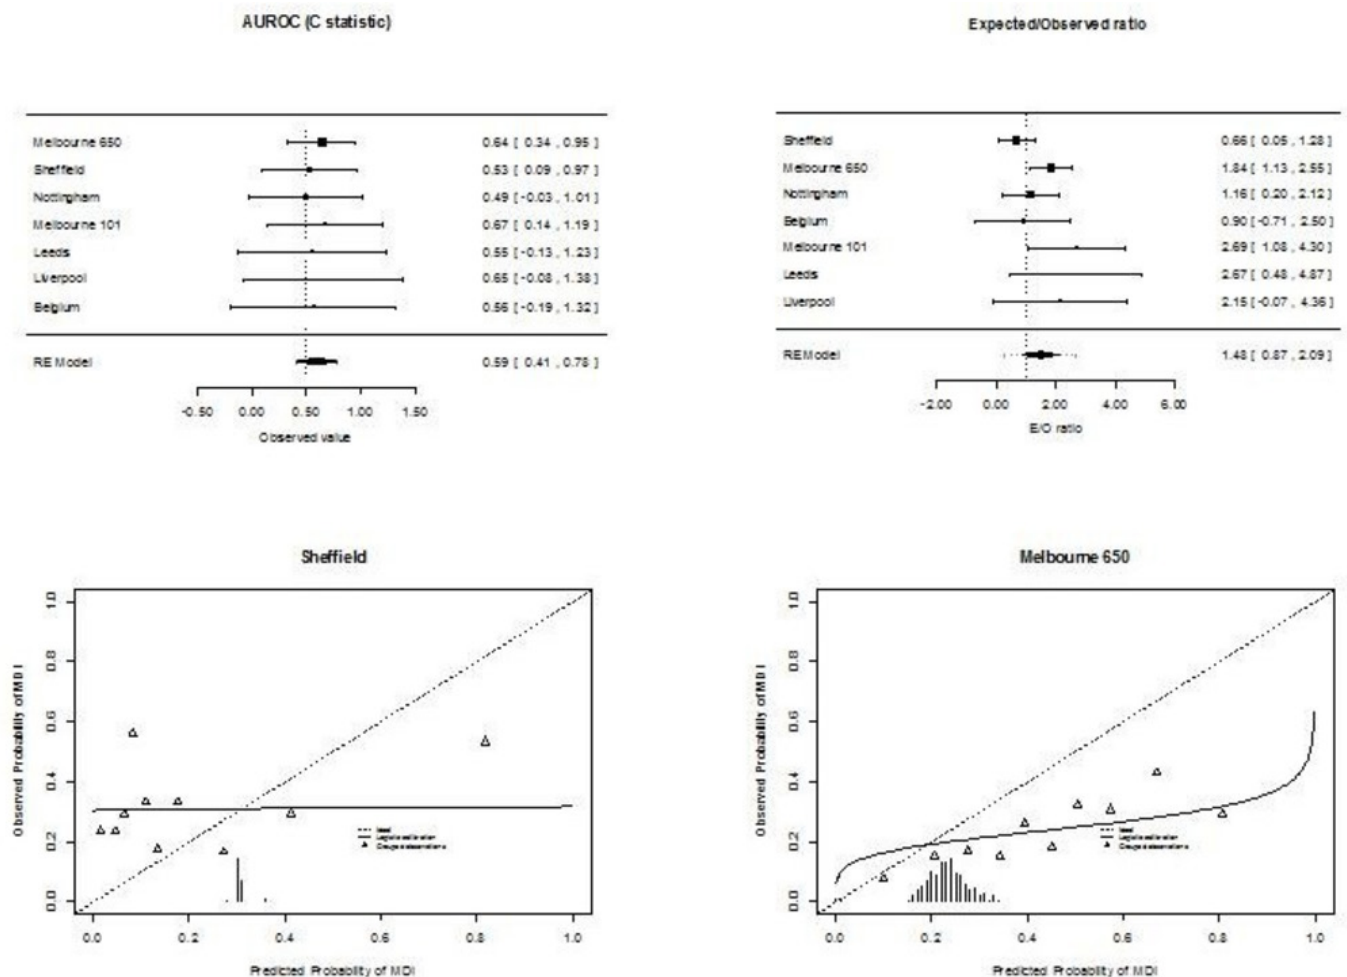 AUROC (C statistic)
Melbourne 650 0.64 [ 0.34 , 0.95 ]
Sheffield 0.53 [ 0.09 , 0.97 ]
Nottingham 0.49 [ -0.03 , 1.01 ]
Melbourne 101 0.67 [ 0.14 , 1.19 ]
Leeds 0.55 [ -0.13 , 1.23 ]
Liverpool 0.65 [ -0.08 , 1.38 ]
Belgium 0.56 [ -0.19 , 1.32 ]
RE Model 0.59 [ 0.41 , 0.78 ]
-0.50 0.00 0.50 1.00 1.50
Observed value
Expected/Observed ratio
Sheffield 0.66 [ 0.05 , 1.28 ]
Melbourne 650 1.84 [ 1.13 , 2.55 ]
Nottingham 1.16 [ 0.20 , 2.12 ]
Belgium 0.90 [ -0.71 , 2.50 ]
Melbourne 101 2.69 [ 1.08 , 4.30 ]
Leeds 2.67 [ 0.48 , 4.87 ]
Liverpool 2.15 [ -0.07 , 4.36 ]
RE Model 1.48 [ 0.87 , 2.09 ]
-2.00 0.00 2.00 4.00 6.00
E/O ratio
Sheffield
Observed Probability of MDI
1.0
0.8
0.6
0.4
0.2
0.0
Ideal
Logistic calibration
Grouped observations
0.0 0.2 0.4 0.6 0.8 1.0
Predicted Probability of MDI
Melbourne 650
Observed Probability of MDI
1.0
0.8
0.6
0.4
0.2
0.0
Ideal
Logistic calibration
Grouped observations
0.0 0.2 0.4 0.6 0.8 1.0
Predicted Probability of MDI